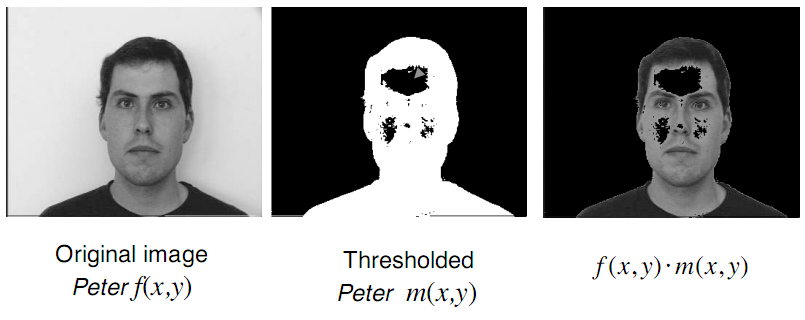 Original image
Peter f(x,y)
Thresholded
Peter m(x,y)
f(x,y)·m(x,y)